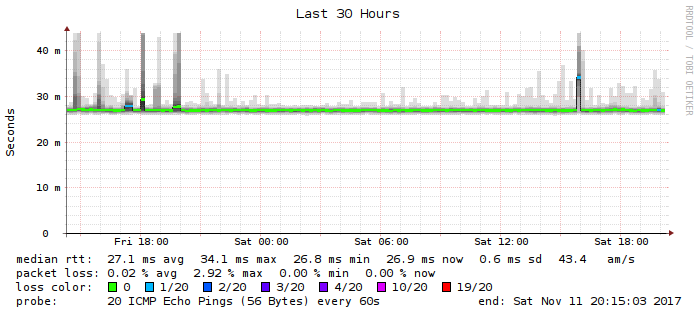 Last 30 Hours
RRDTOOL / TOBI OETIKER
Seconds
40 m
30 m
20 m
10 m
0
Fri 18:00 Sat 00:00 Sat 06:00 Sat 12:00 Sat 18:00
median rtt: 27.1 ms avg 34.1 ms max 26.8 ms min 26.9 ms now 0.6 ms sd 43.4 am/s
packet loss: 0.02 % avg 2.92 % max 0.00 % min 0.00 % now
loss color: 0 1/20 2/20 3/20 4/20 10/20 19/20
probe: 20 ICMP Echo Pings (56 Bytes) every 60s end: Sat Nov 11 20:15:03 2017